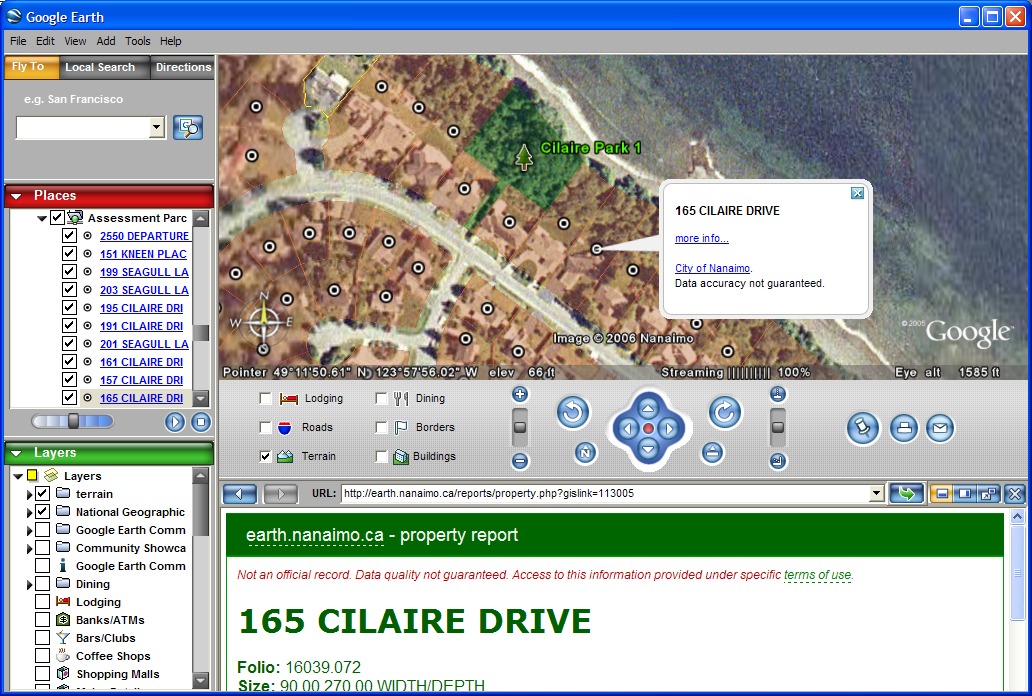 Google Earth
File Edit View Add Tools Help
Fly To Local Search Directions
e.g. San Francisco
Places
Assessment Parc
2550 DEPARTURE
151 KNEEN PLAC
199 SEAGULL LA
203 SEAGULL LA
195 CILAIRE DRI
191 CILAIRE DRI
201 SEAGULL LA
161 CILAIRE DRI
157 CILAIRE DRI
165 CILAIRE DRI
Layers
Layers
terrain
National Geographic
Google Earth Comm
Community Showca
Google Earth Comm
Dining
Lodging
Banks/ATMs
Bars/Clubs
Coffee Shops
Shopping Malls
Cilaire Park 1
165 CILAIRE DRIVE
more info...
City of Nanaimo.
Data accuracy not guaranteed.
N
W E
Image © 2006 Nanaimo
©2005 Google™
Pointer 49°11'50.61" N 123°57'56.02" W elev 66 ft Streaming |||||||||| 100% Eye alt 1585 ft
Lodging Dining
Roads Borders
Terrain Buildings
N
URL: http://earth.nanaimo.ca/reports/property.php?gislink=113005
earth.nanaimo.ca - property report
Not an official record. Data quality not guaranteed. Access to this information provided under specific terms of use.
165 CILAIRE DRIVE
Folio: 16039.072
Size: 90.00 270.00 WIDTH/DEPTH